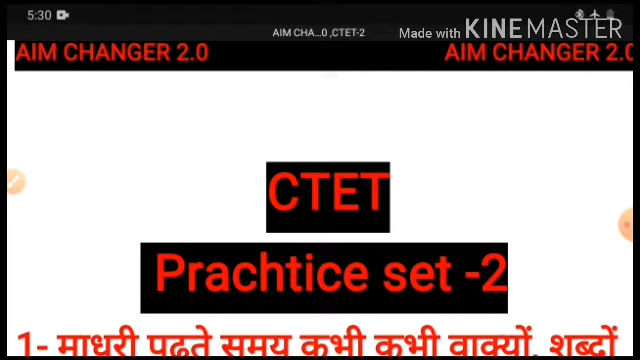 5:30
AIM CHA...0 ,CTET-2
Made with KINEMASTER
AIM CHANGER 2.0 AIM CHANGER 2.0
CTET
Prachtice set -2
1- माधुरी पढ़ते समय कभी कभी वाक्यों, शब्दों